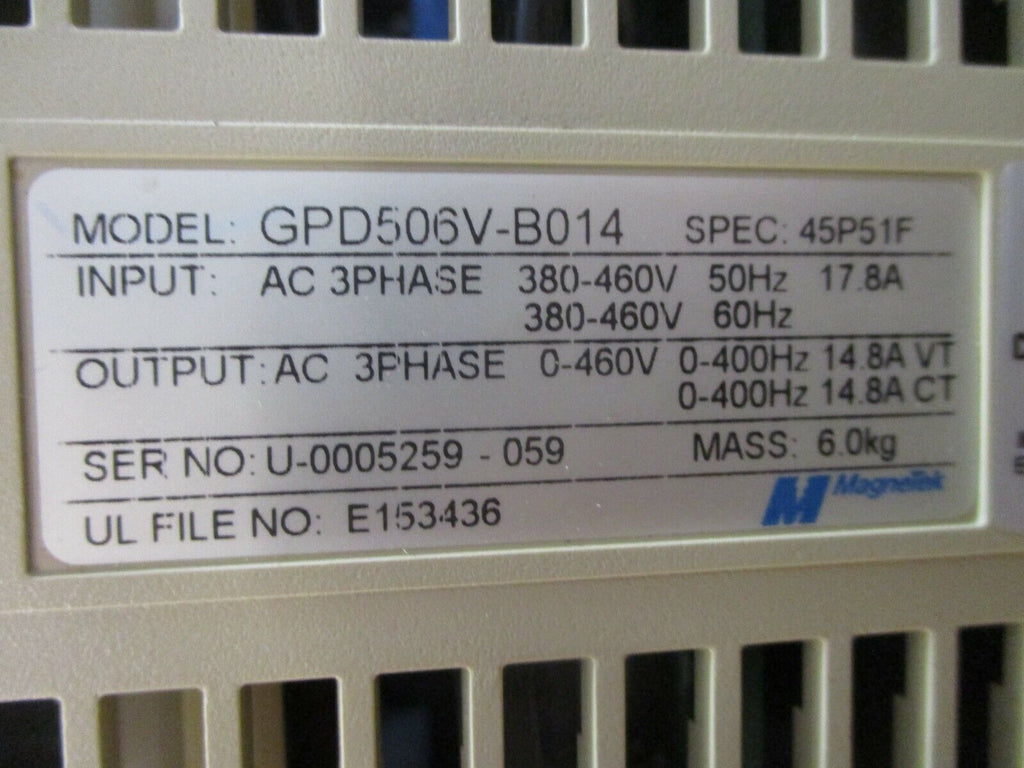 MODEL: GPD506V-B014 SPEC: 45P51F
INPUT: AC 3PHASE 380-460V 50Hz 17.8A
380-460V 60Hz
OUTPUT: AC 3PHASE 0-460V 0-400Hz 14.8A VT
0-400Hz 14.8A CT
SER NO: U-0005259 - 059 MASS: 6.0kg
UL FILE NO: E153436
M MagneTek